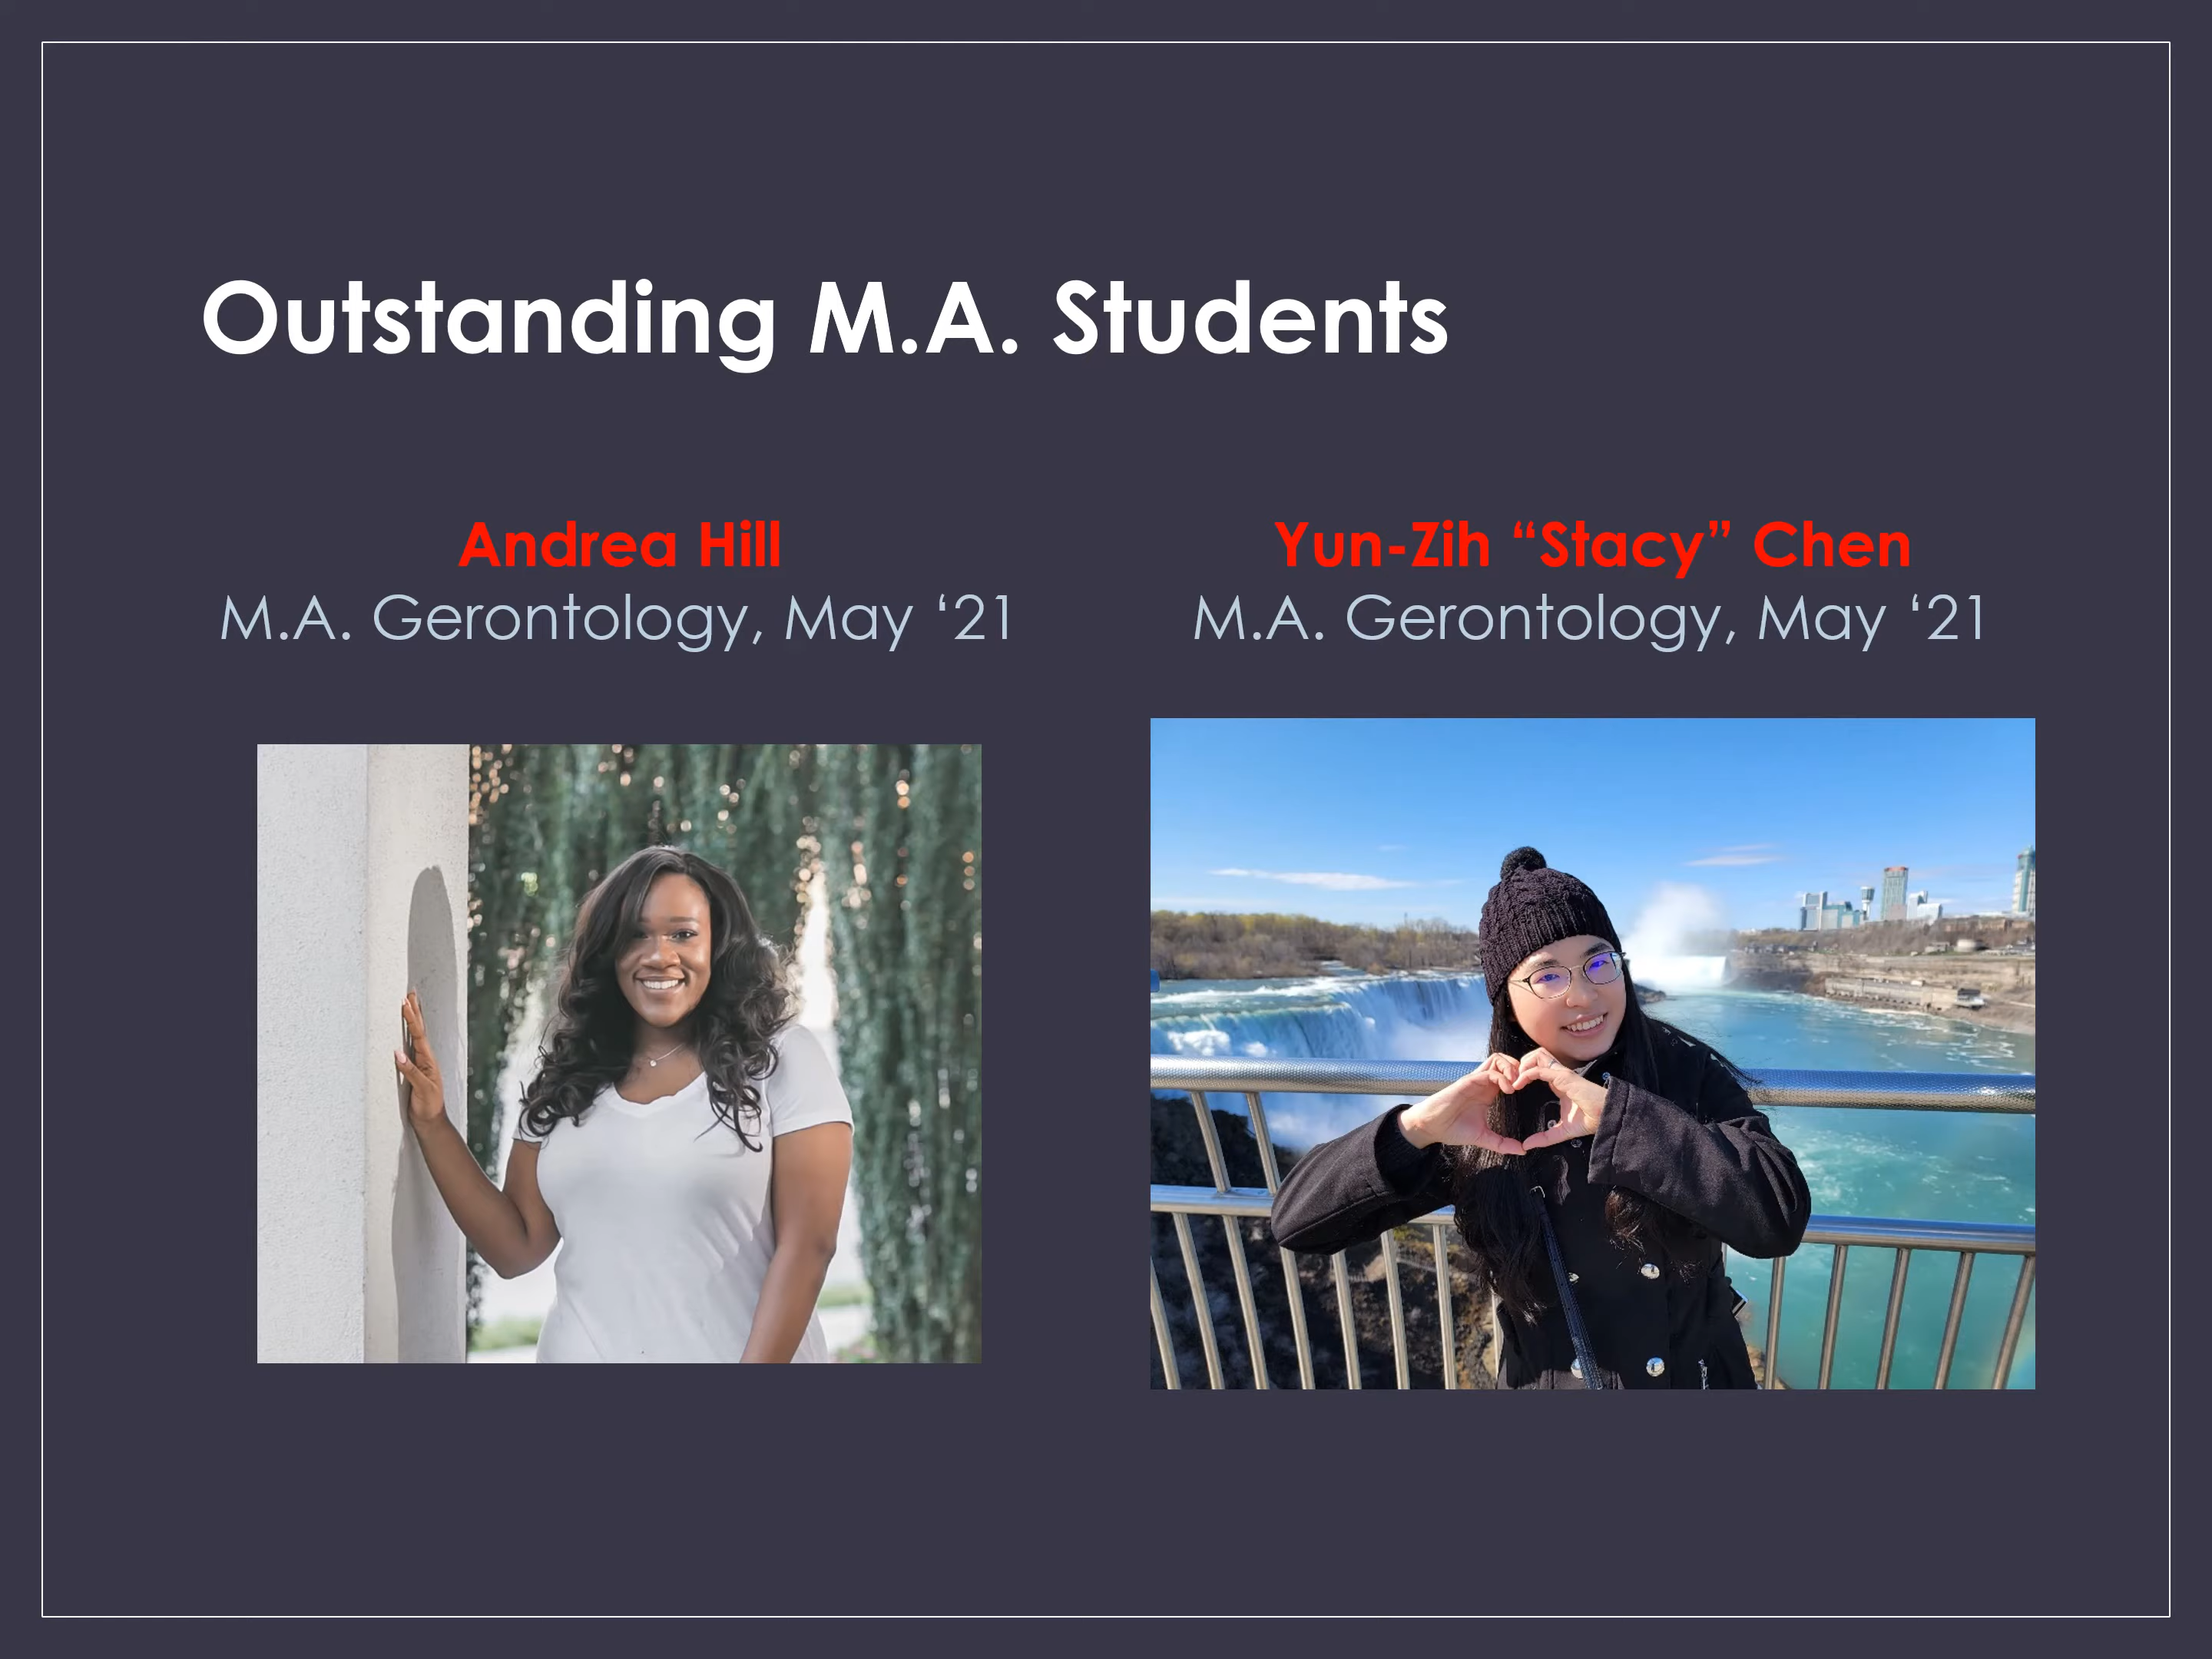 Outstanding M.A. Students
Andrea Hill
M.A. Gerontology, May ‘21
Yun-Zih “Stacy” Chen
M.A. Gerontology, May ‘21